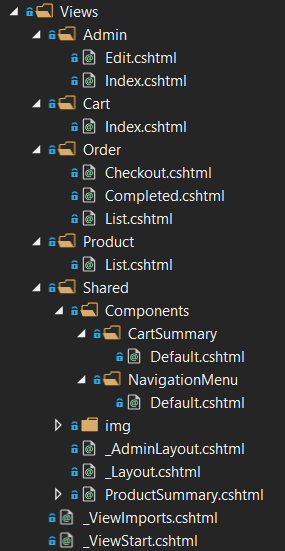 Views
Admin
Edit.cshtml
Index.cshtml
Cart
Index.cshtml
Order
Checkout.cshtml
Completed.cshtml
List.cshtml
Product
List.cshtml
Shared
Components
CartSummary
Default.cshtml
NavigationMenu
Default.cshtml
img
_AdminLayout.cshtml
_Layout.cshtml
ProductSummary.cshtml
_ViewImports.cshtml
_ViewStart.cshtml